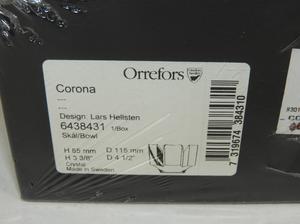 Orrefors
Corona
---
---
Design: Lars Hellsten
6438431 1/Box
Skål/Bowl
H 85 mm D 115 mm
H 3 3/8" D 4 1/2"
Crystal
Made in Sweden
7 319674 384310